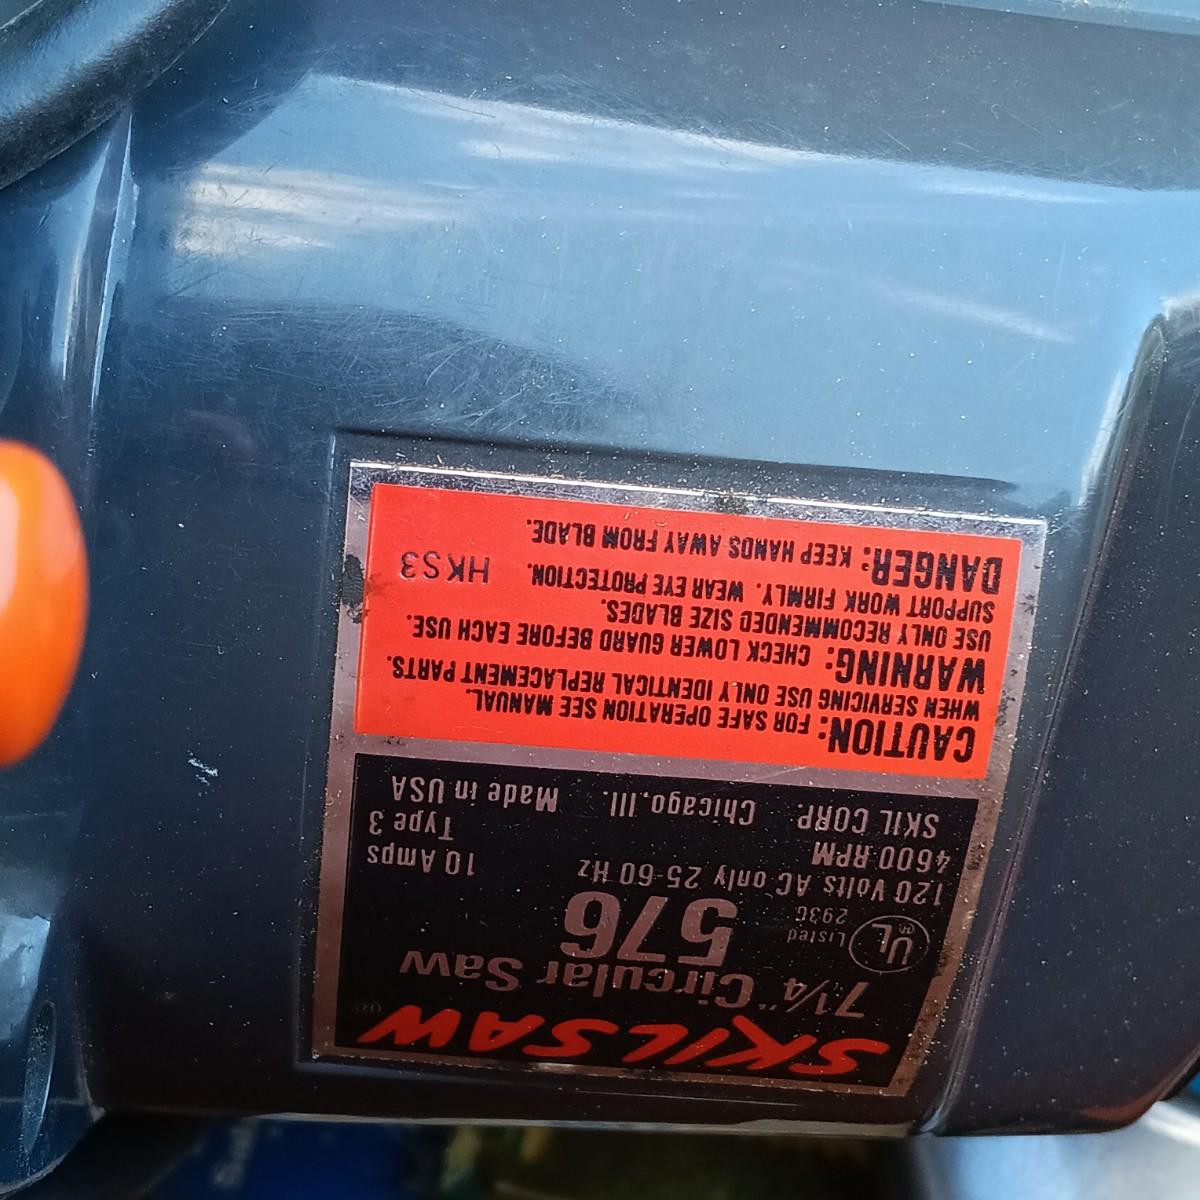 SKILSAW (R)
7¼" Circular Saw
UL (R) Listed 293C 576
120 Volts AC only 25-60 Hz 10 Amps
4600 RPM Type 3
SKIL CORP. Chicago, Ill. Made in USA
CAUTION: FOR SAFE OPERATION SEE MANUAL.
WHEN SERVICING USE ONLY IDENTICAL REPLACEMENT PARTS.
WARNING: CHECK LOWER GUARD BEFORE EACH USE.
USE ONLY RECOMMENDED SIZE BLADES.
SUPPORT WORK FIRMLY. WEAR EYE PROTECTION. HKS3
DANGER: KEEP HANDS AWAY FROM BLADE.